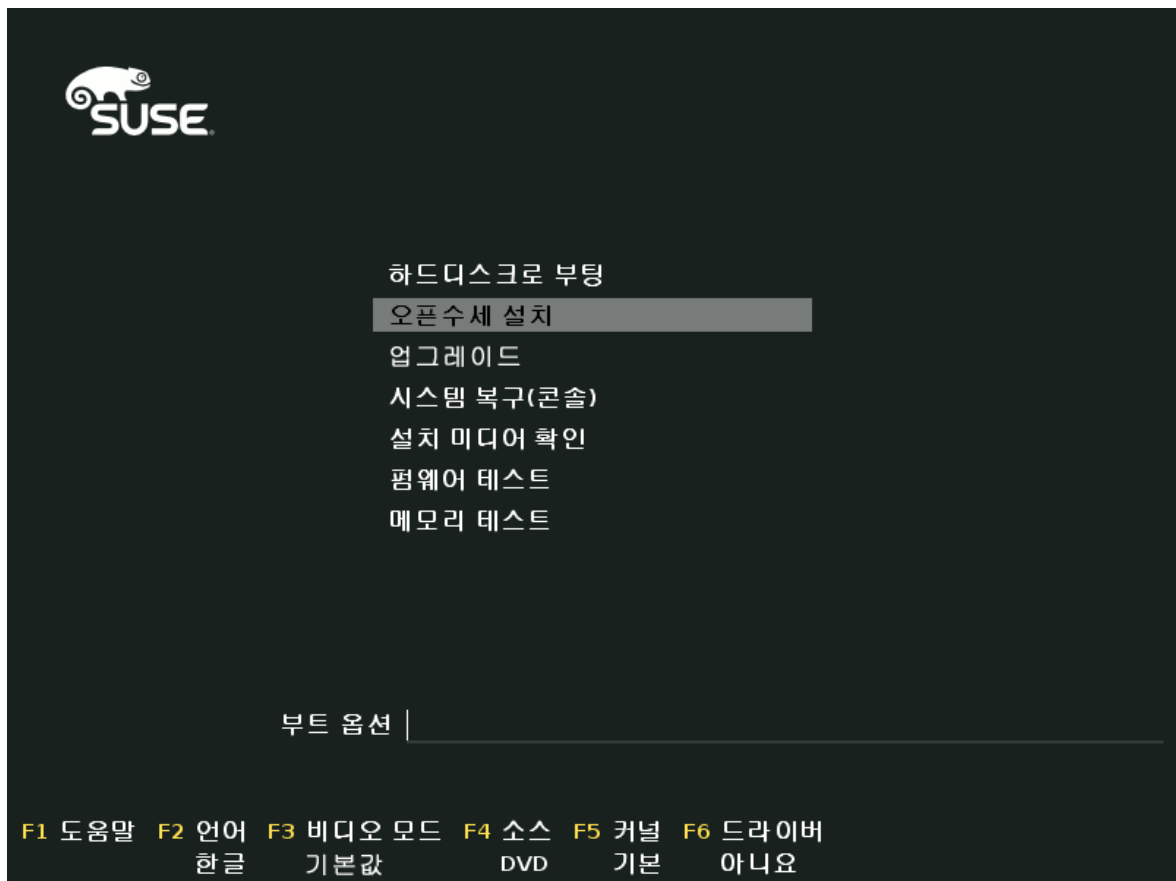 SUSE
하드디스크로 부팅
오픈수세 설치
업그레이드
시스템 복구(콘솔)
설치 미디어 확인
펌웨어 테스트
메모리 테스트
부트 옵션
F1 도움말 F2 언어 F3 비디오 모드 F4 소스 F5 커널 F6 드라이버
한글 기본값 DVD 기본 아니요